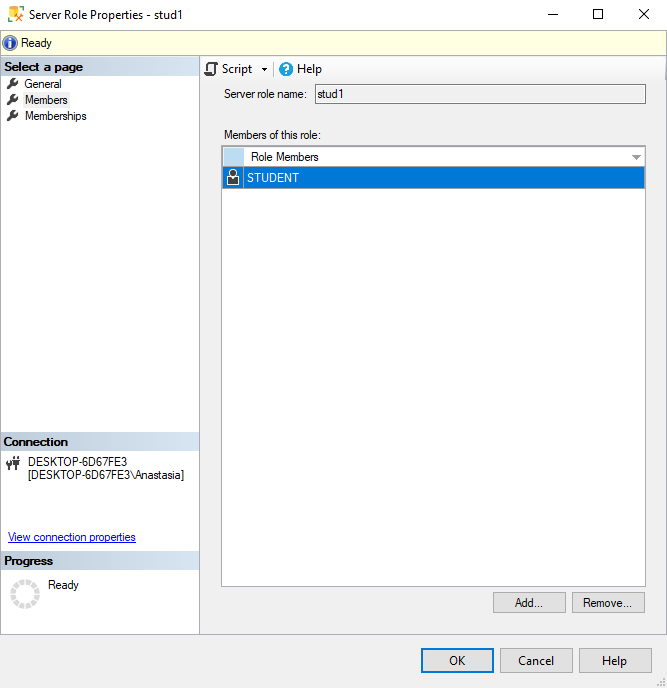 Server Role Properties - stud1
Ready
Select a page
General
Members
Memberships
Script
Help
Server role name:
stud1
Members of this role:
Role Members
STUDENT
Connection
DESKTOP-6D67FE3
[DESKTOP-6D67FE3\Anastasia]
View connection properties
Progress
Ready
Add...
Remove...
OK
Cancel
Help